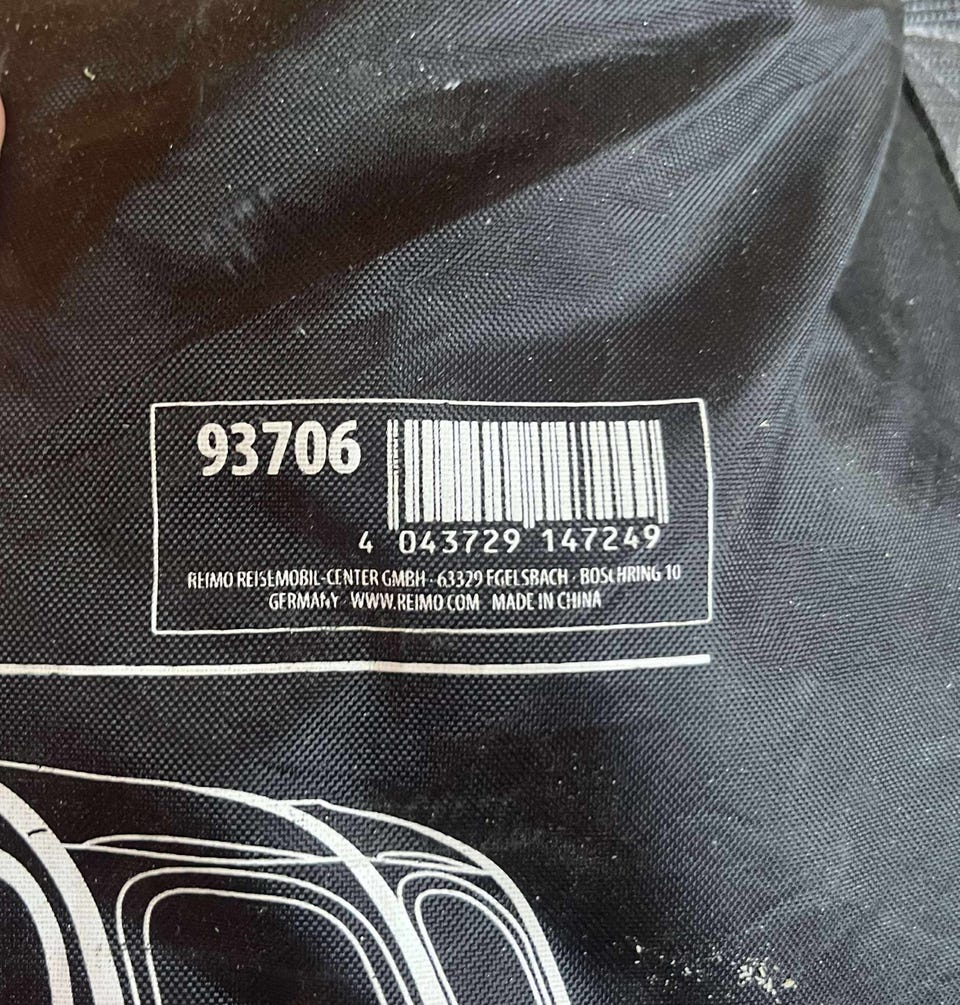 93706
4 043729 147249
REIMO REISEMOBIL-CENTER GMBH · 63329 EGELSBACH · BOSCHRING 10
GERMANY · WWW.REIMO.COM MADE IN CHINA